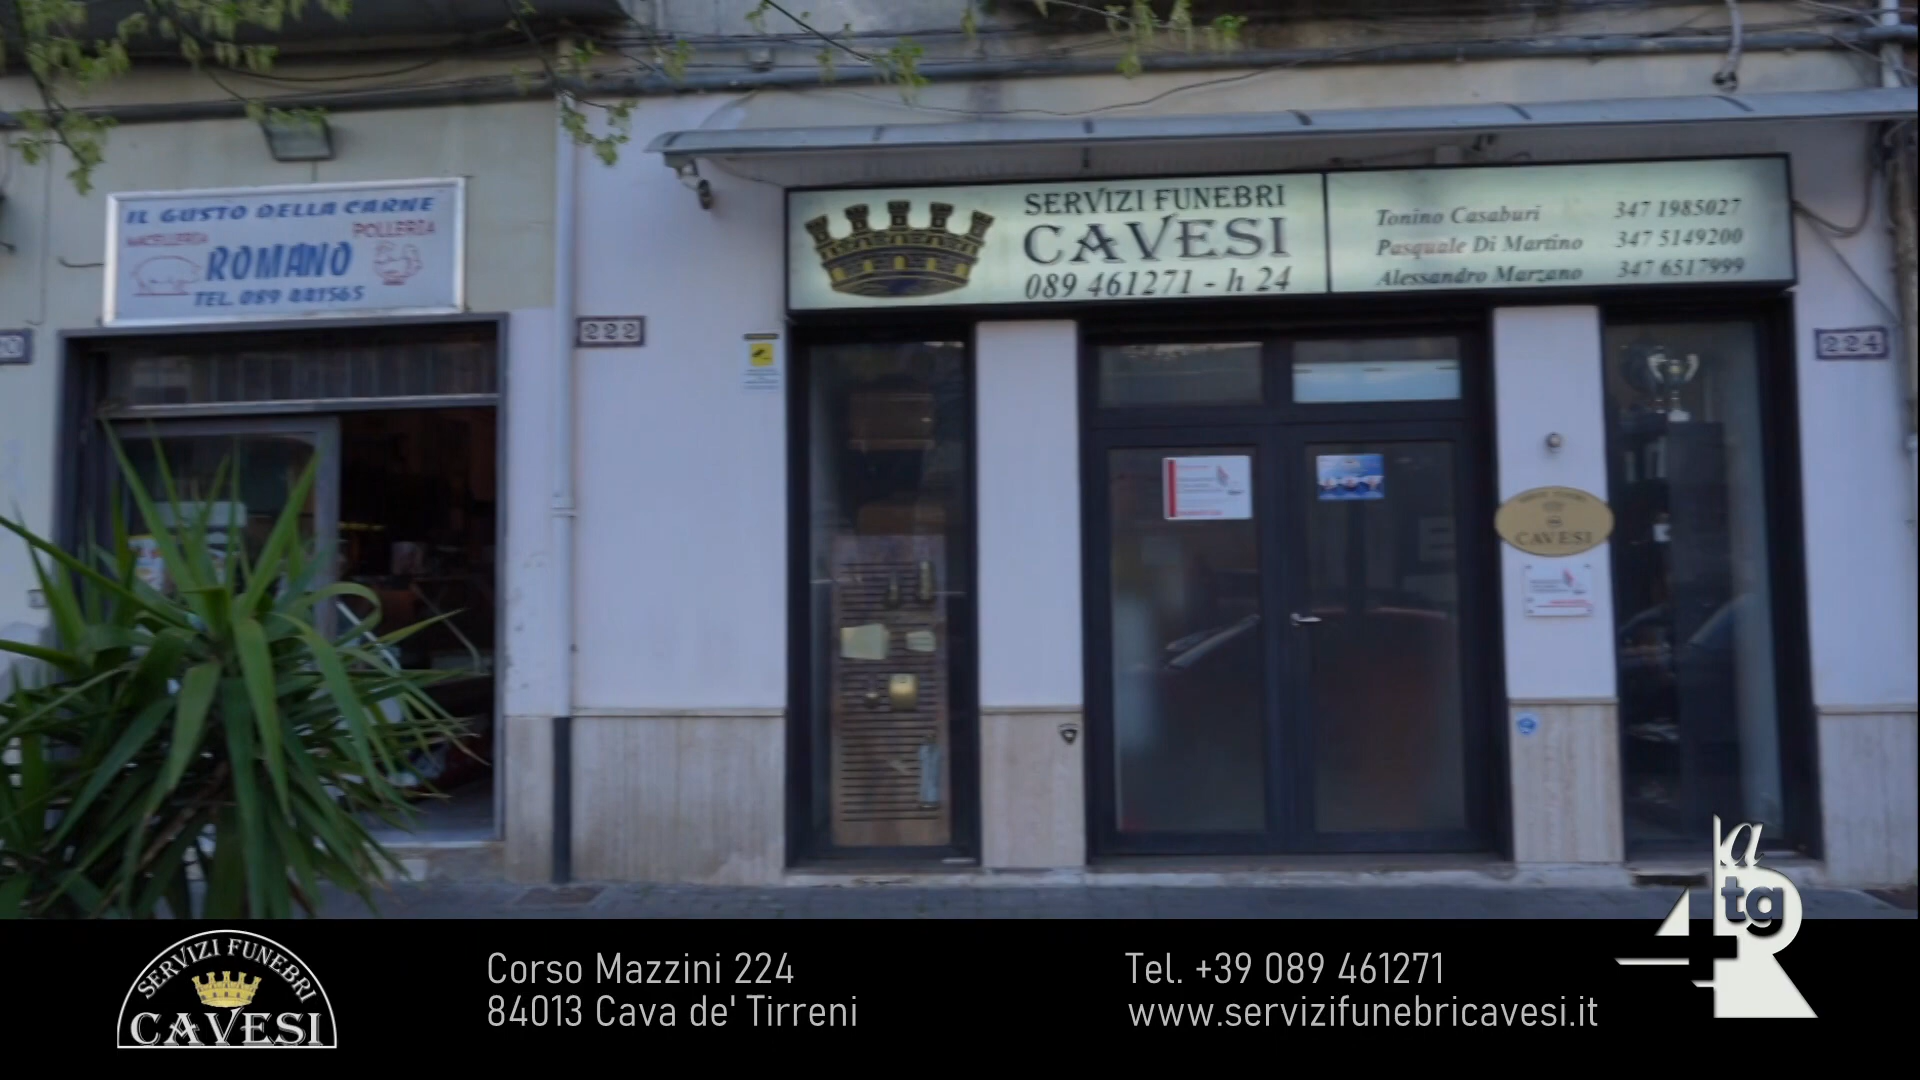 IL GUSTO DELLA CARNE
MACELLERIA
POLLERIA
ROMANO
TEL. 089 441565
222
SERVIZI FUNEBRI
CAVESI
089 461271 - h 24
Tonino Casaburi 347 1985027
Pasquale Di Martino 347 5149200
Alessandro Marzano 347 6517999
224
CAVESI
SERVIZI FUNEBRI
CAVESI
Corso Mazzini 224
84013 Cava de' Tirreni
Tel. +39 089 461271
www.servizifunebricavesi.it
a
tg
4R